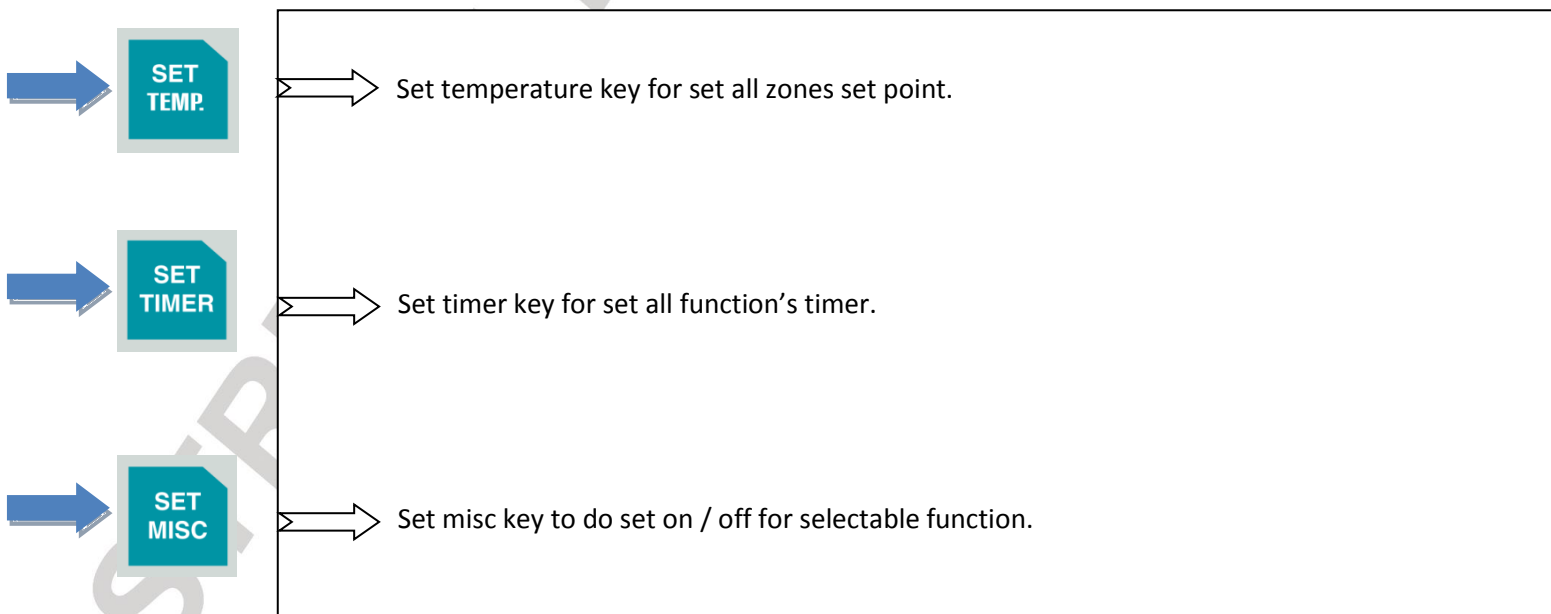 SET
TEMP.
Set temperature key for set all zones set point.
SET
TIMER
Set timer key for set all function’s timer.
SET
MISC
Set misc key to do set on / off for selectable function.